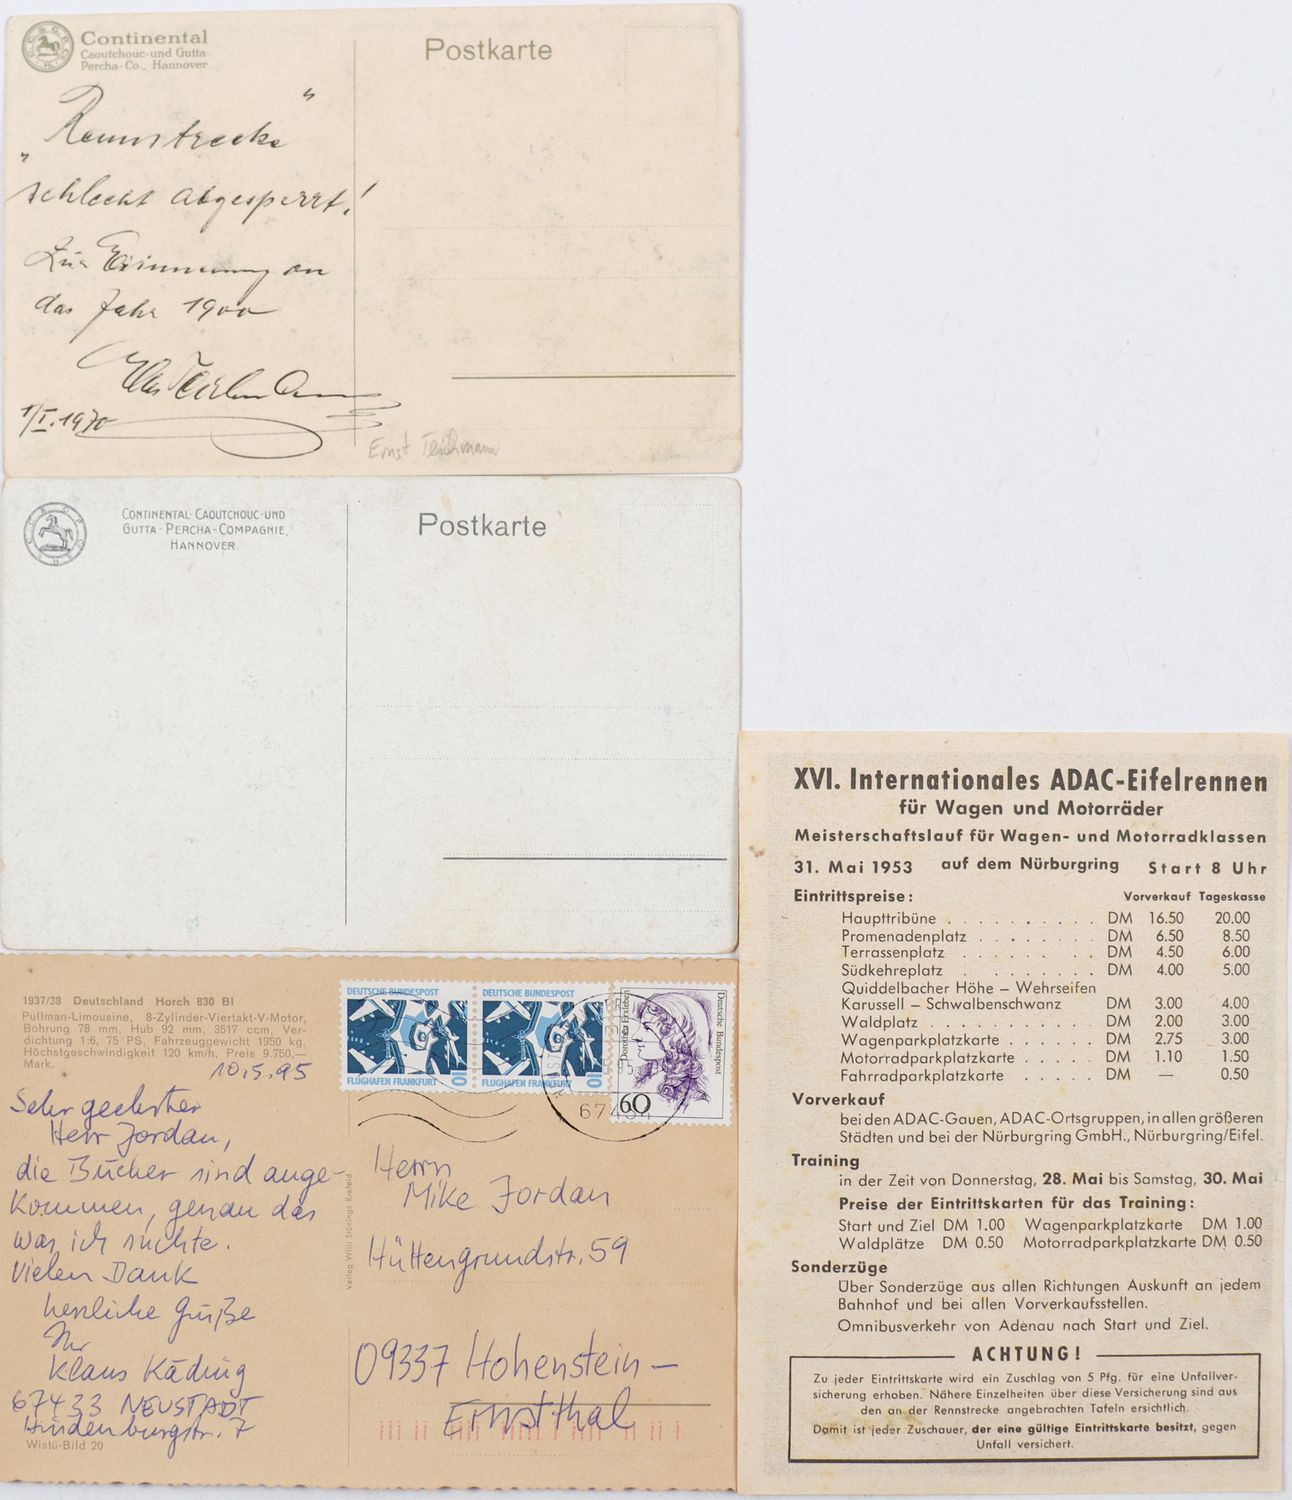 Continental
Caoutchouc-und Gutta-
Percha-Co., Hannover
Postkarte
„Rennstrecke“
schlecht abgesperrt!
Zur Erinnerung an
das Jahr 1900
1/I.1970
Ernst Teichmann
CONTINENTAL-CAOUTCHOUC-UND
GUTTA-PERCHA-COMPAGNIE,
HANNOVER.
Postkarte
1937/38 Deutschland Horch 830 BI
Pullman-Limousine, 8-Zylinder-Viertakt-V-Motor,
Bohrung 78 mm, Hub 92 mm, 3517 ccm, Ver-
dichtung 1:6, 75 PS, Fahrzeuggewicht 1950 kg,
Höchstgeschwindigkeit 120 km/h, Preis 9.750,—
Mark.
10.5.95
Sehr geehrter
Herr Jordan,
die Bücher sind ange-
kommen, genau das
was ich suchte.
Vielen Dank
herzliche Grüße
Ihr
Klaus Käding
67433 NEUSTADT
Hindenburgstr. 7
Wistü-Bild 20
Verlag Willi Stünings Krefeld
DEUTSCHE BUNDESPOST
FLUGHAFEN FRANKFURT
10
DEUTSCHE BUNDESPOST
FLUGHAFEN FRANKFURT
10
Dorothea Erxleben
Deutsche Bundespost
60
Herrn
Mike Jordan
Hüttengrundstr. 59
09337 Hohenstein-
Ernstthal
XVI. Internationales ADAC-Eifelrennen
für Wagen und Motorräder
Meisterschaftslauf für Wagen- und Motorradklassen
31. Mai 1953 auf dem Nürburgring Start 8 Uhr
Eintrittspreise: Vorverkauf Tageskasse
Haupttribüne . . . . . . . . . . DM 16.50 20.00
Promenadenplatz . . . . . . . . DM 6.50 8.50
Terrassenplatz . . . . . . . . . DM 4.50 6.00
Südkehreplatz . . . . . . . . . DM 4.00 5.00
Quiddelbacher Höhe – Wehrseifen
Karussell – Schwalbenschwanz DM 3.00 4.00
Waldplatz . . . . . . . . . . . DM 2.00 3.00
Wagenparkplatzkarte . . . . . DM 2.75 3.00
Motorradparkplatzkarte . . . . DM 1.10 1.50
Fahrradparkplatzkarte . . . . . DM — 0.50
Vorverkauf
bei den ADAC-Gauen, ADAC-Ortsgruppen, in allen größeren
Städten und bei der Nürburgring GmbH., Nürburgring/Eifel.
Training
in der Zeit von Donnerstag, 28. Mai bis Samstag, 30. Mai
Preise der Eintrittskarten für das Training:
Start und Ziel DM 1.00 Wagenparkplatzkarte DM 1.00
Waldplätze DM 0.50 Motorradparkplatzkarte DM 0.50
Sonderzüge
Über Sonderzüge aus allen Richtungen Auskunft an jedem
Bahnhof und bei allen Vorverkaufsstellen.
Omnibusverkehr von Adenau nach Start und Ziel.
ACHTUNG!
Zu jeder Eintrittskarte wird ein Zuschlag von 5 Pfg. für eine Unfallver-
sicherung erhoben. Nähere Einzelheiten über diese Versicherung sind aus
den an der Rennstrecke angebrachten Tafeln ersichtlich.
Damit ist jeder Zuschauer, der eine gültige Eintrittskarte besitzt, gegen
Unfall versichert.